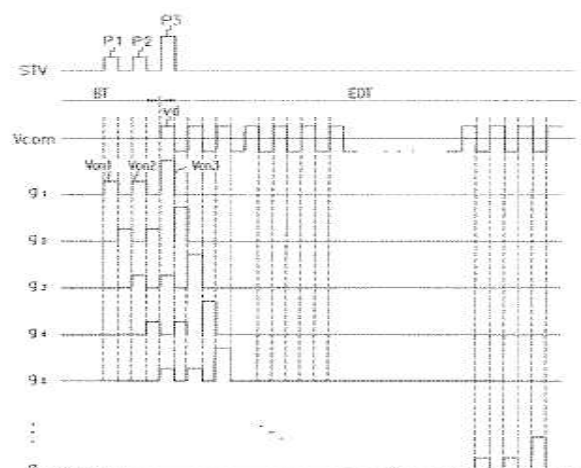 P3
P1 P2
STV
BT EDT
Vd
Vcom
Von1 Von2 Von3
g1
g2
g3
g4
g5